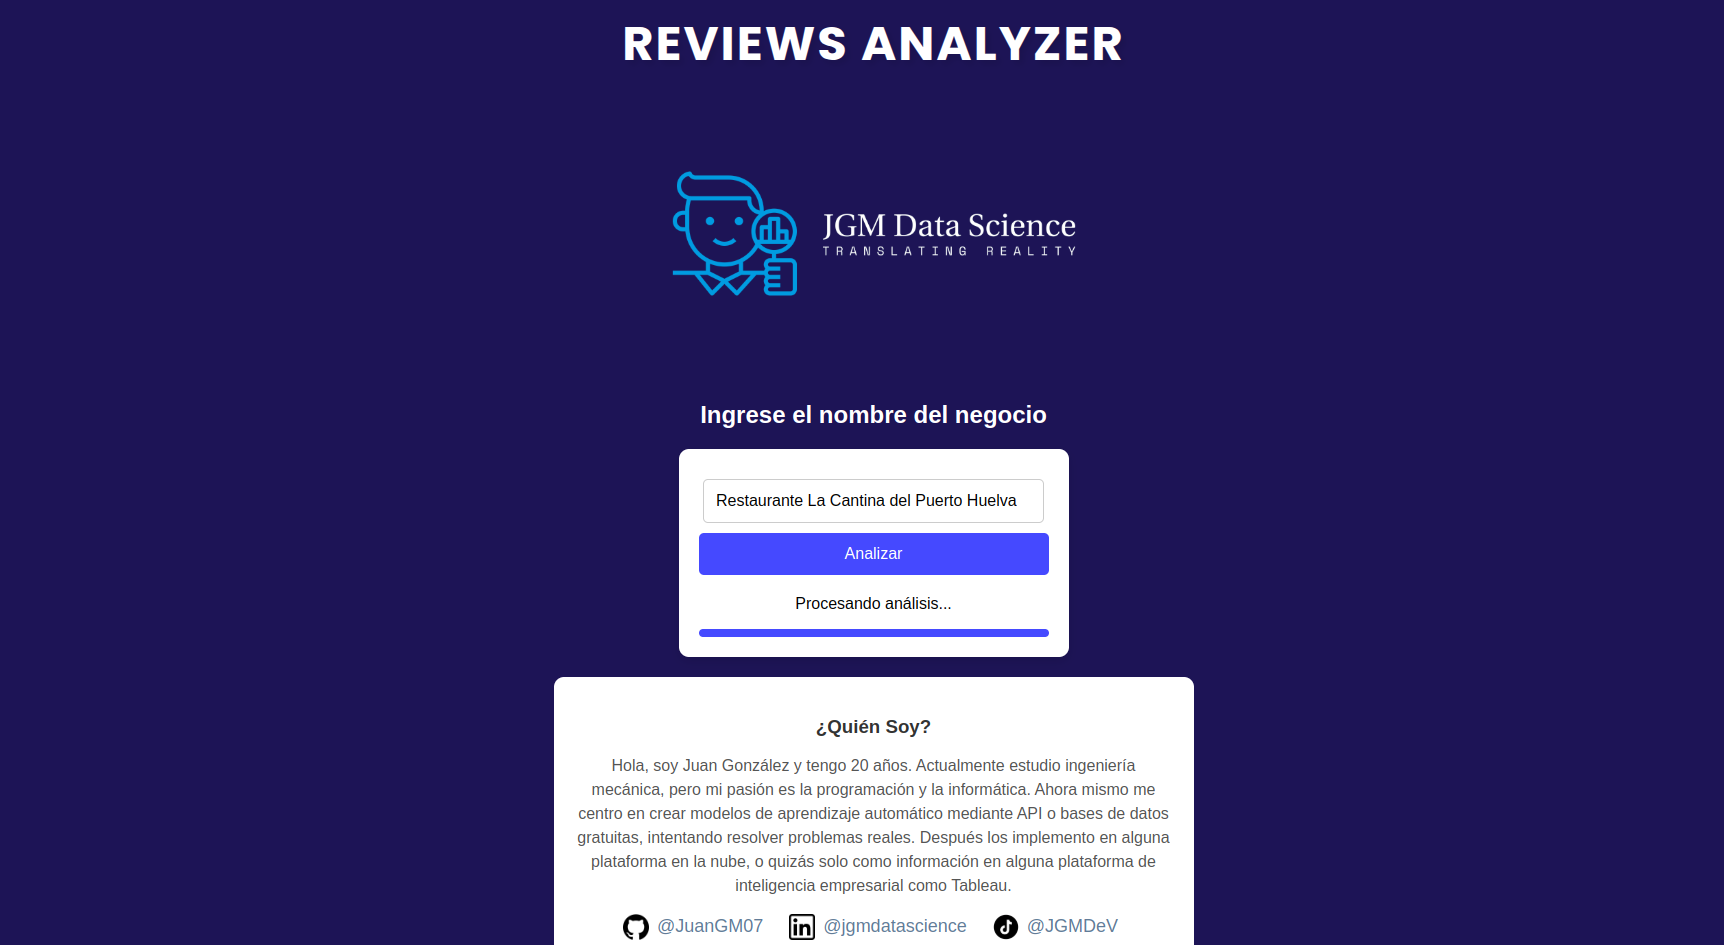 REVIEWS ANALYZER
JGM Data Science
TRANSLATING REALITY
Ingrese el nombre del negocio
Restaurante La Cantina del Puerto Huelva
Analizar
Procesando análisis...
¿Quién Soy?
Hola, soy Juan González y tengo 20 años. Actualmente estudio ingeniería
mecánica, pero mi pasión es la programación y la informática. Ahora mismo me
centro en crear modelos de aprendizaje automático mediante API o bases de datos
gratuitas, intentando resolver problemas reales. Después los implemento en alguna
plataforma en la nube, o quizás solo como información en alguna plataforma de
inteligencia empresarial como Tableau.
@JuanGM07 @jgmdatascience @JGMDeV